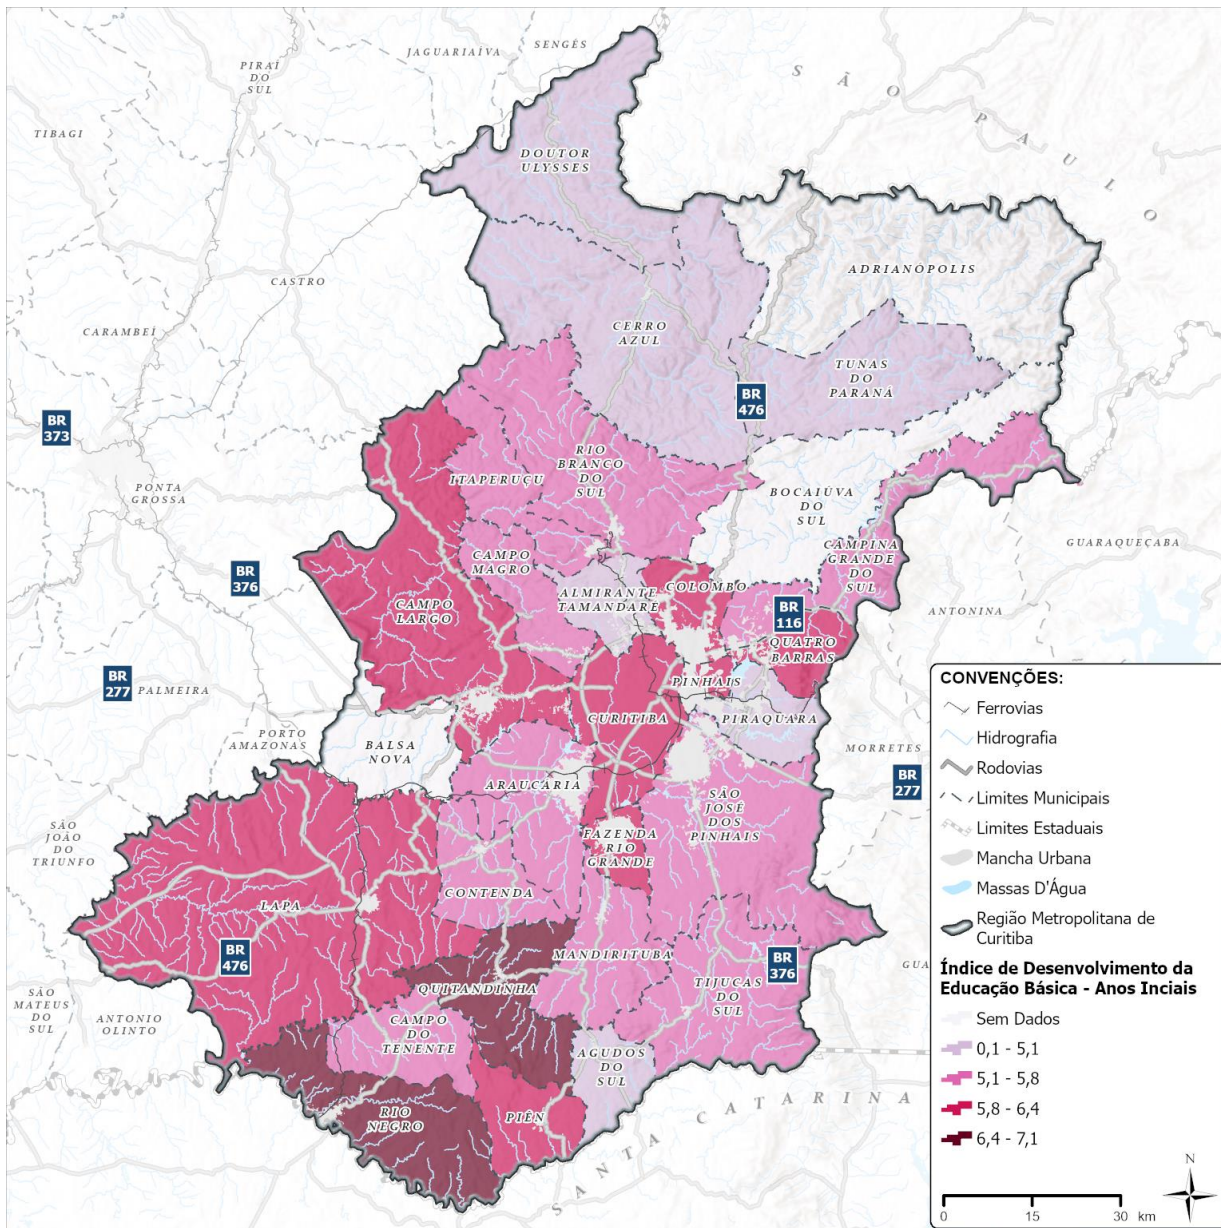 SENGÉS
JAGUARIAÍVA
PIRAÍ
DO
SUL
SÃO PAULO
TIBAGI
DOUTOR
ULYSSES
ADRIANÓPOLIS
CASTRO
CARAMBEÍ
CERRO
AZUL
TUNAS
DO
PARANÁ
BR
476
BR
373
RIO
BRANCO
DO
SUL
ITAPERUÇU
PONTA
GROSSA
BOCAIÚVA
DO
SUL
GUARAQUEÇABA
CAMPINA
GRANDE
DO
SUL
CAMPO
MAGRO
BR
376
ALMIRANTE
TAMANDARÉ
COLOMBO
CAMPO
LARGO
BR
116
ANTONINA
QUATRO
BARRAS
BR
277
PALMEIRA
PINHAIS
CURITIBA
PIRAQUARA
PORTO
AMAZONAS
BALSA
NOVA
MORRETES
BR
277
ARAUCÁRIA
SÃO
JOSÉ
DOS
PINHAIS
SÃO
JOÃO
DO
TRIUNFO
FAZENDA
RIO
GRANDE
CONTENDA
LAPA
BR
476
MANDIRITUBA
BR
376
GUA
QUITANDINHA
TIJUCAS
DO
SUL
SÃO
MATEUS
DO
SUL
ANTONIO
OLINTO
CAMPO
DO
TENENTE
AGUDOS
DO
SUL
RIO
NEGRO
PIÊN
SANTA CATARINA
CONVENÇÕES:
Ferrovias
Hidrografia
Rodovias
Limites Municipais
Limites Estaduais
Mancha Urbana
Massas D'Água
Região Metropolitana de
Curitiba
Índice de Desenvolvimento da
Educação Básica - Anos Inciais
Sem Dados
0,1 - 5,1
5,1 - 5,8
5,8 - 6,4
6,4 - 7,1
N
0 15 30 km